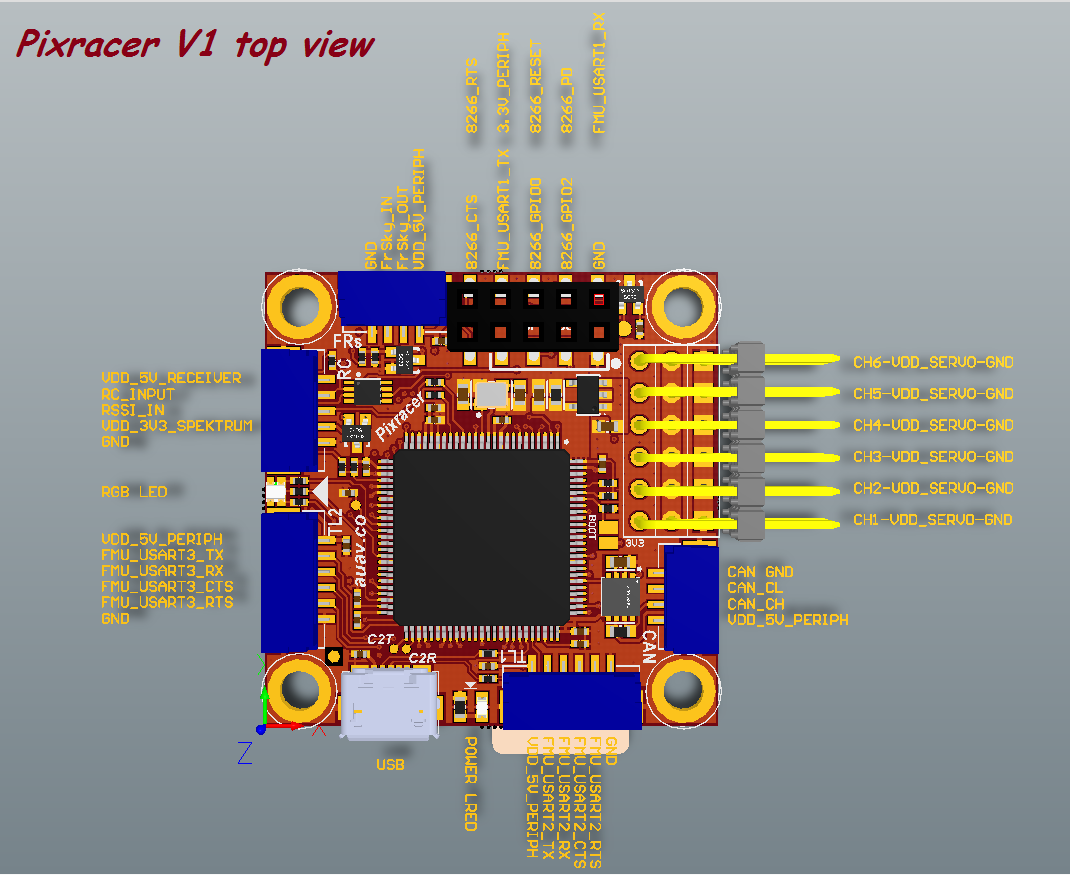 Pixracer V1 top view
8266_RTS
3.3V_PERIPH
8266_RESET
8266_PD
FMU_USART1_RX
GND
FrSky_IN
FrSky_OUT
VDD_5V_PERIPH
8266_CTS
FMU_USART1_TX
8266_GPIO0
8266_GPIO2
GND
FRs
RC
Pixracer
VDD_5V_RECEIVER
RC_INPUT
RSSI_IN
VDD_3V3_SPEKTRUM
GND
RGB LED
VDD_5V_PERIPH
FMU_USART3_TX
FMU_USART3_RX
FMU_USART3_CTS
FMU_USART3_RTS
GND
TL2
auav.co
CH6-VDD_SERVO-GND
CH5-VDD_SERVO-GND
CH4-VDD_SERVO-GND
CH3-VDD_SERVO-GND
CH2-VDD_SERVO-GND
CH1-VDD_SERVO-GND
BOOT
3V3
CAN GND
CAN_CL
CAN_CH
VDD_5V_PERIPH
CAN
C2T
C2R
TL1
X
Z
USB
POWER LRED
VDD_5V_PERIPH
FMU_USART2_TX
FMU_USART2_RX
FMU_USART2_CTS
FMU_USART2_RTS
GND